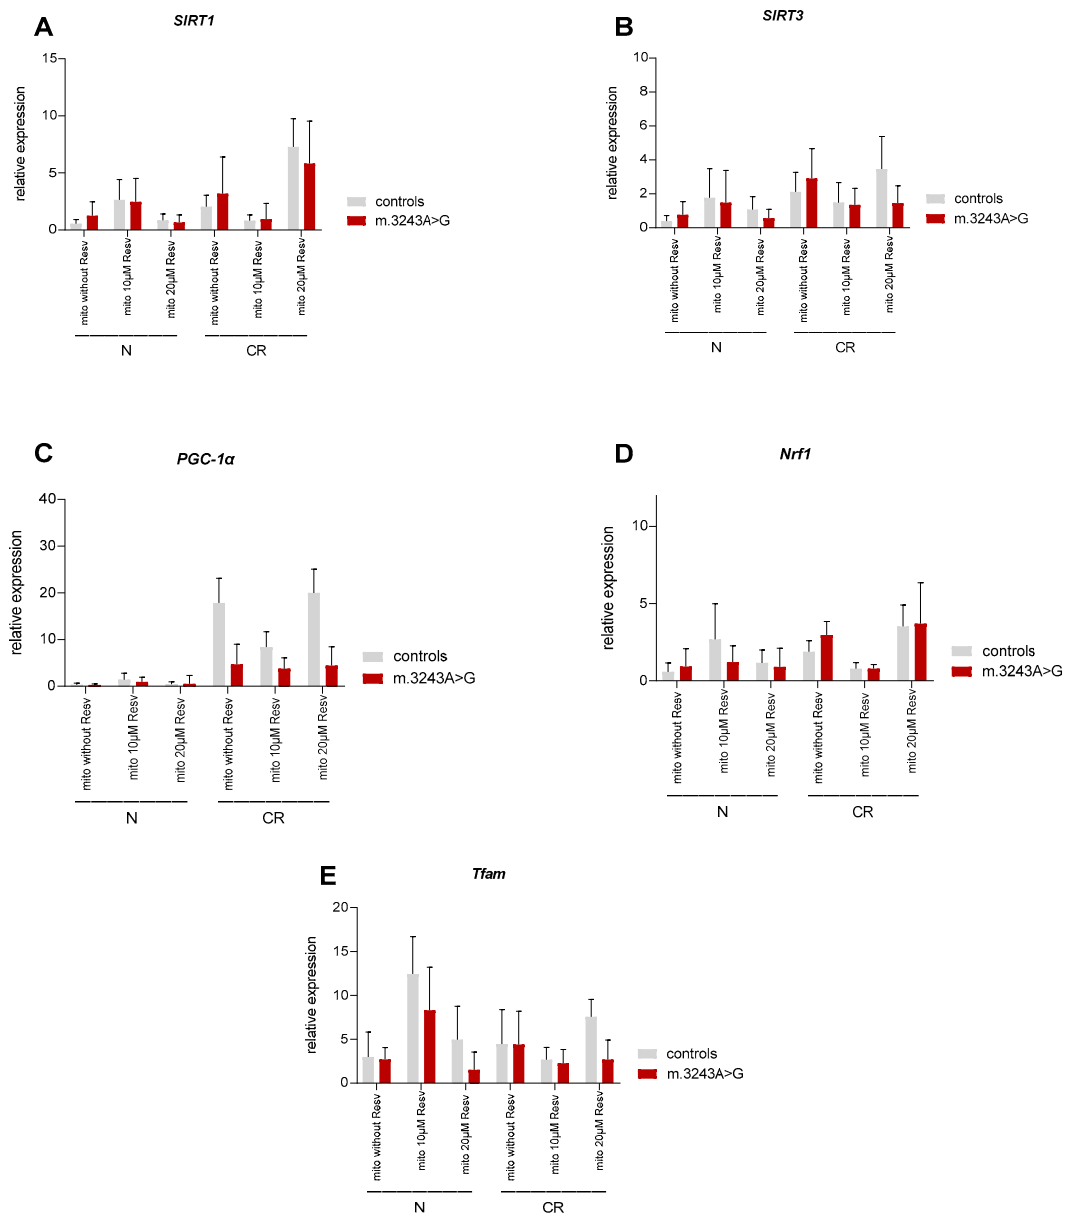 A
SIRT1
relative expression
15
10
5
0
mito without Resv
mito 10µM Resv
mito 20µM Resv
mito without Resv
mito 10µM Resv
mito 20µM Resv
N
CR
controls
m.3243A>G
B
SIRT3
relative expression
10
8
6
4
2
0
mito without Resv
mito 10µM Resv
mito 20µM Resv
mito without Resv
mito 10µM Resv
mito 20µM Resv
N
CR
controls
m.3243A>G
C
PGC-1α
relative expression
40
30
20
10
0
mito without Resv
mito 10µM Resv
mito 20µM Resv
mito without Resv
mito 10µM Resv
mito 20µM Resv
N
CR
controls
m.3243A>G
D
Nrf1
relative expression
10
5
0
mito without Resv
mito 10µM Resv
mito 20µM Resv
mito without Resv
mito 10µM Resv
mito 20µM Resv
N
CR
controls
m.3243A>G
E
Tfam
relative expression
20
15
10
5
0
mito without Resv
mito 10µM Resv
mito 20µM Resv
mito without Resv
mito 10µM Resv
mito 20µM Resv
N
CR
controls
m.3243A>G